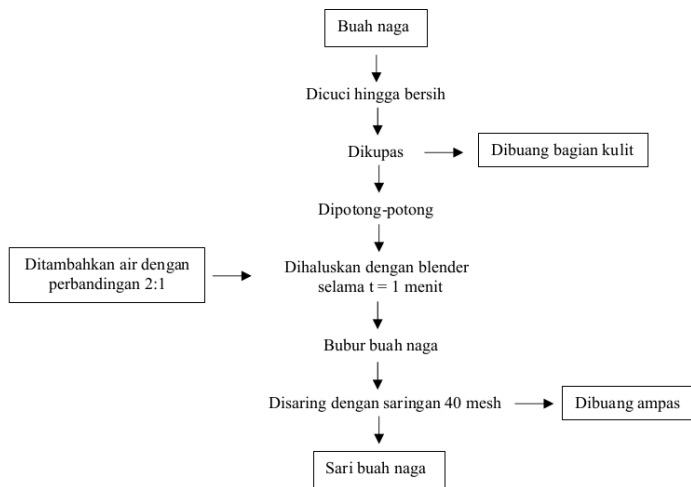 Buah naga
Dicuci hingga bersih
Dikupas
Dibuang bagian kulit
Dipotong-potong
Ditambahkan air dengan
perbandingan 2:1
Dihaluskan dengan blender
selama t = 1 menit
Bubur buah naga
Disaring dengan saringan 40 mesh
Dibuang ampas
Sari buah naga